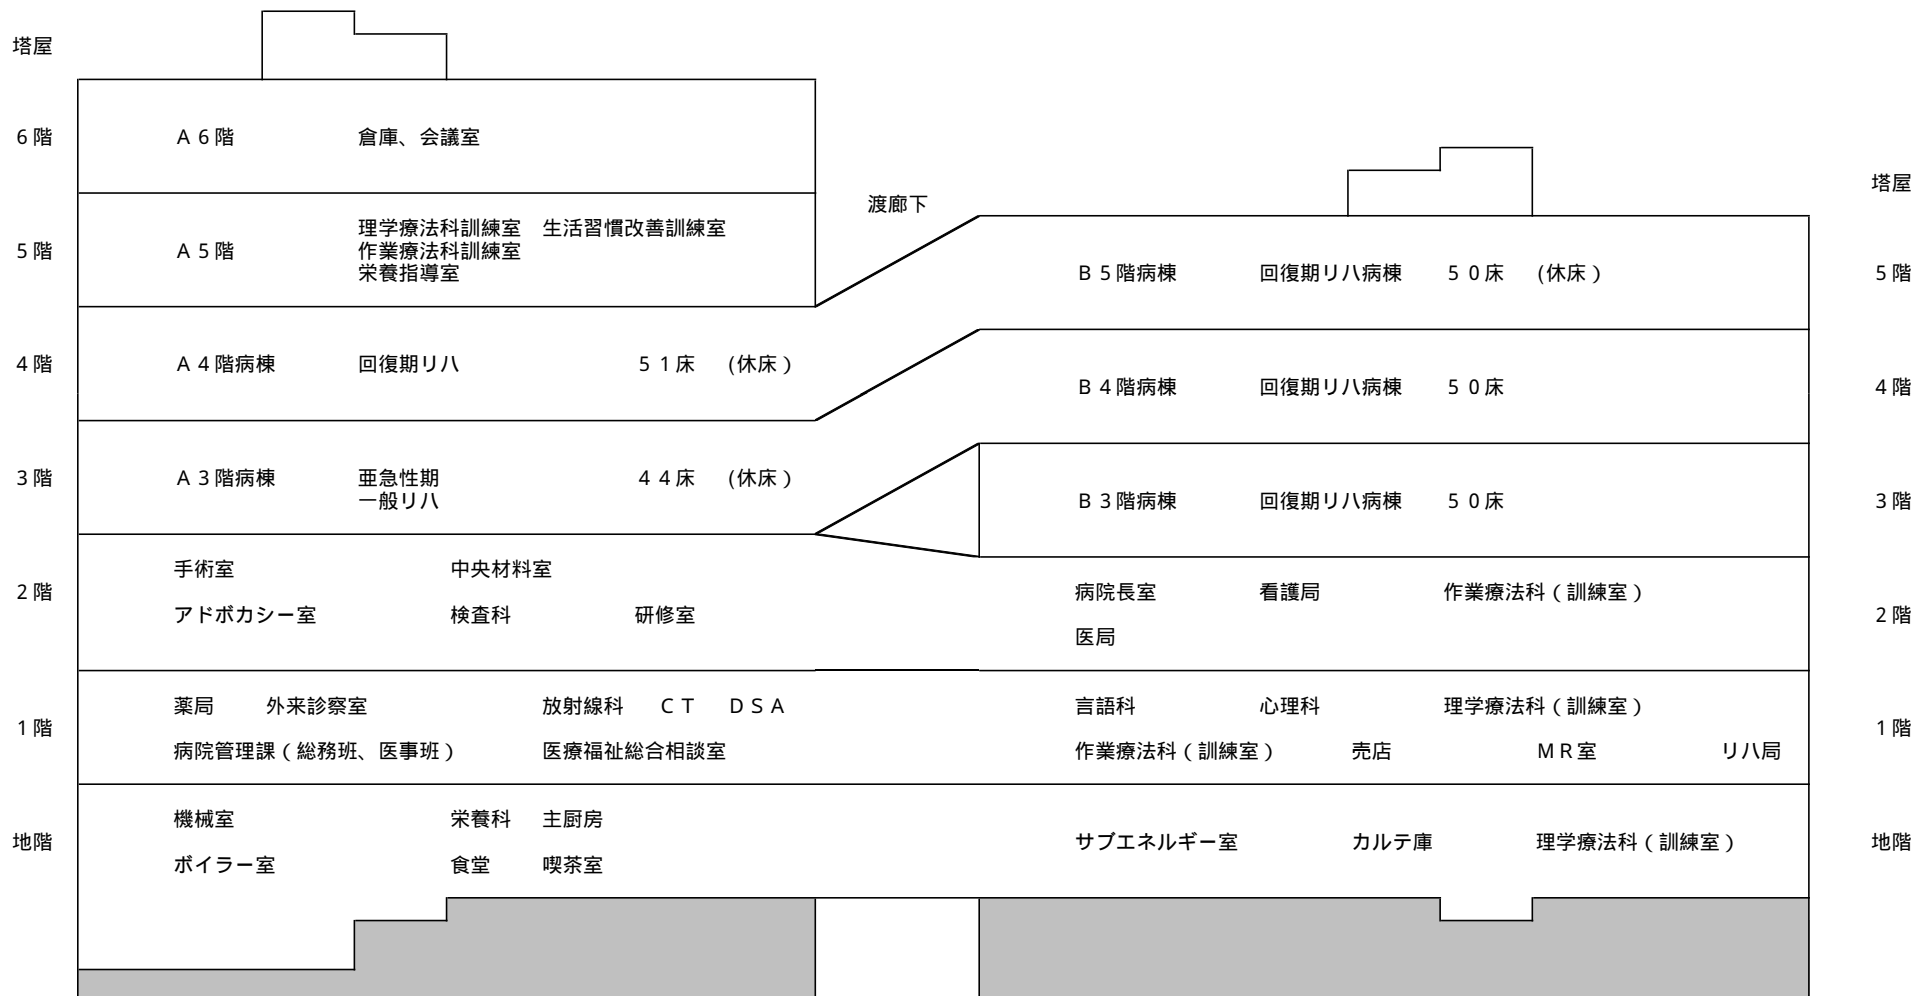 塔屋
6階 A6階 倉庫、会議室
渡廊下
塔屋
5階 A5階 理学療法科訓練室 生活習慣改善訓練室
作業療法科訓練室
栄養指導室
B5階病棟 回復期リハ病棟 50床 (休床) 5階
4階 A4階病棟 回復期リハ 51床 (休床)
B4階病棟 回復期リハ病棟 50床 4階
3階 A3階病棟 亜急性期 44床 (休床)
一般リハ
B3階病棟 回復期リハ病棟 50床 3階
2階
手術室 中央材料室
アドボカシー室 検査科 研修室
病院長室 看護局 作業療法科(訓練室)
医局
2階
1階
薬局 外来診察室 放射線科 CT DSA
病院管理課(総務班、医事班) 医療福祉総合相談室
言語科 心理科 理学療法科(訓練室)
作業療法科(訓練室) 売店 MR室 リハ局
1階
地階
機械室 栄養科 主厨房
ボイラー室 食堂 喫茶室
サブエネルギー室 カルテ庫 理学療法科(訓練室)
地階